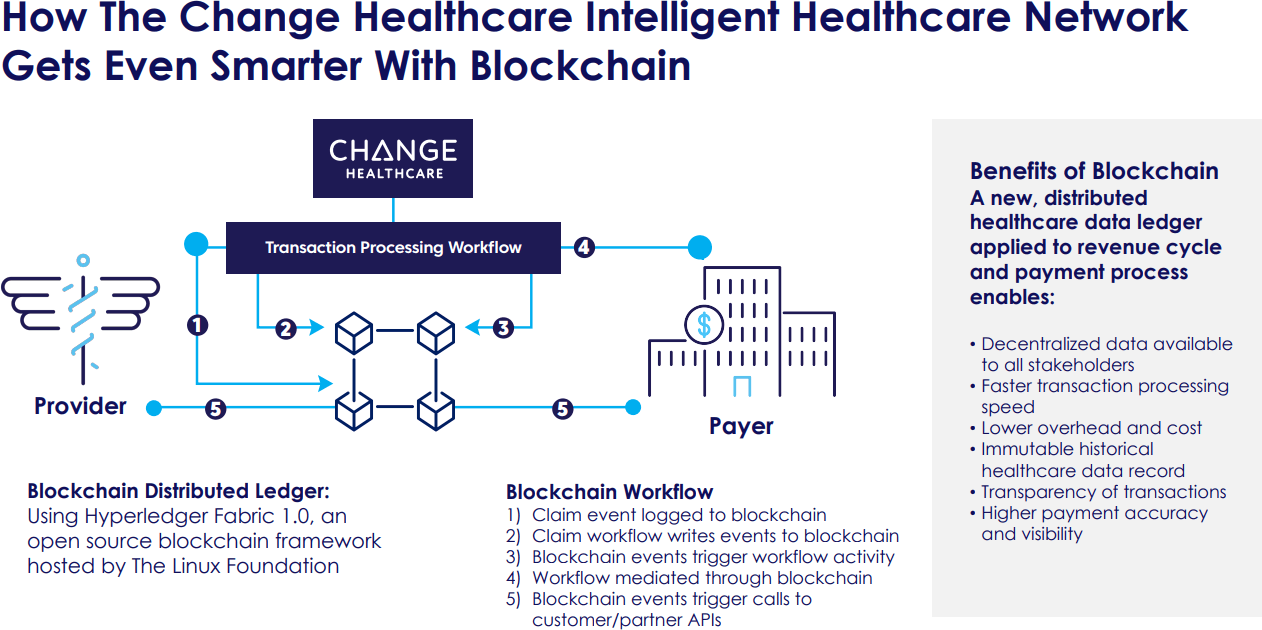 How The Change Healthcare Intelligent Healthcare Network
Gets Even Smarter With Blockchain
CHANGE
HEALTHCARE
Transaction Processing Workflow
4
1
2
3
$
Provider
5
5
Payer
Blockchain Distributed Ledger:
Using Hyperledger Fabric 1.0, an
open source blockchain framework
hosted by The Linux Foundation
Blockchain Workflow
1) Claim event logged to blockchain
2) Claim workflow writes events to blockchain
3) Blockchain events trigger workflow activity
4) Workflow mediated through blockchain
5) Blockchain events trigger calls to
customer/partner APIs
Benefits of Blockchain
A new, distributed
healthcare data ledger
applied to revenue cycle
and payment process
enables:
• Decentralized data available
to all stakeholders
• Faster transaction processing
speed
• Lower overhead and cost
• Immutable historical
healthcare data record
• Transparency of transactions
• Higher payment accuracy
and visibility